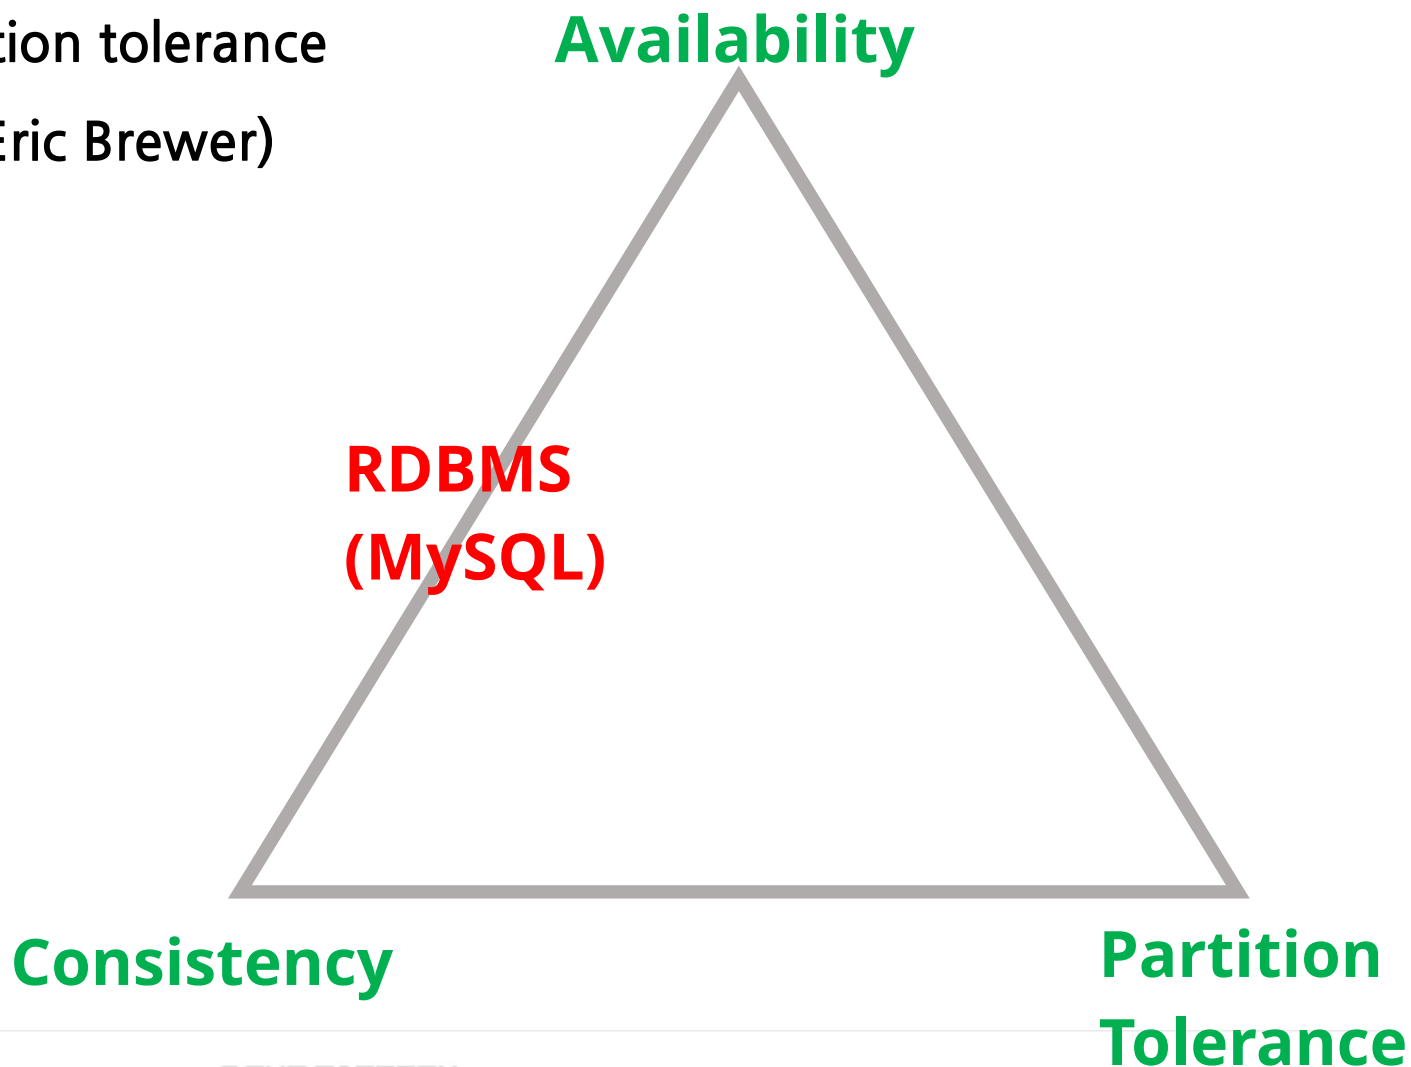 tion tolerance
Eric Brewer)
Availability
RDBMS
(MySQL)
Consistency
Partition
Tolerance